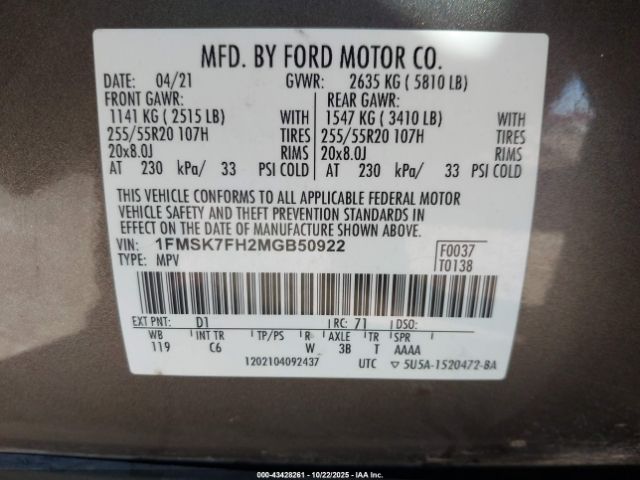 MFD. BY FORD MOTOR CO.
DATE: 04/21 GVWR: 2635 KG ( 5810 LB)
FRONT GAWR: REAR GAWR:
1141 KG ( 2515 LB) WITH 1547 KG ( 3410 LB) WITH
255/55R20 107H TIRES 255/55R20 107H TIRES
20x8.0J RIMS 20x8.0J RIMS
AT 230 kPa/ 33 PSI COLD AT 230 kPa/ 33 PSI COLD
THIS VEHICLE CONFORMS TO ALL APPLICABLE FEDERAL MOTOR
VEHICLE SAFETY AND THEFT PREVENTION STANDARDS IN
EFFECT ON THE DATE OF MANUFACTURE SHOWN ABOVE.
VIN: 1FMSK7FH2MGB50922 F0037
TYPE: MPV T0138
EXT PNT: D1 RC: 71 DSO:
WB INT TR TP/PS R AXLE TR SPR
119 C6 W 3B T AAAA
1202104092437 UTC ▽ 5U5A-1520472-BA
000-43428261 - 10/22/2025 - IAA Inc.